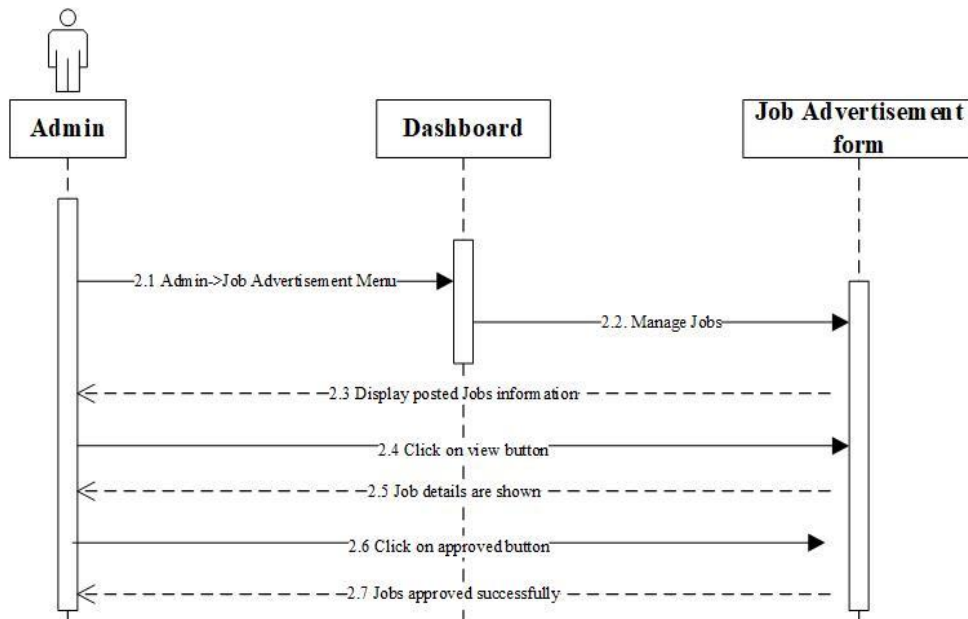 Admin
Dashboard
Job Advertisement
form
2.1 Admin->Job Advertisement Menu
2.2. Manage Jobs
2.3 Display posted Jobs information
2.4 Click on view button
2.5 Job details are shown
2.6 Click on approved button
2.7 Jobs approved successfully